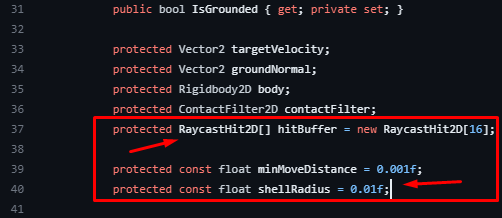 31 public bool IsGrounded { get; private set; }
32
33 protected Vector2 targetVelocity;
34 protected Vector2 groundNormal;
35 protected Rigidbody2D body;
36 protected ContactFilter2D contactFilter;
37 protected RaycastHit2D[] hitBuffer = new RaycastHit2D[16];
38
39 protected const float minMoveDistance = 0.001f;
40 protected const float shellRadius = 0.01f;
41